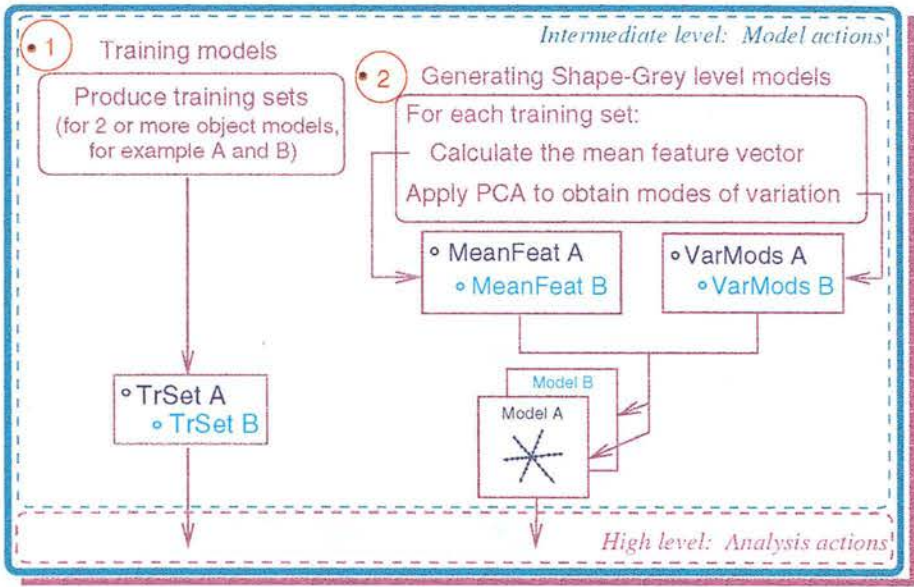 Intermediate level: Model actions
• 1
Training models
Produce training sets
(for 2 or more object models,
for example A and B)
• 2
Generating Shape-Grey level models
For each training set:
Calculate the mean feature vector
Apply PCA to obtain modes of variation
MeanFeat A
MeanFeat B
VarMods A
VarMods B
TrSet A
TrSet B
Model B
Model A
High level: Analysis actions